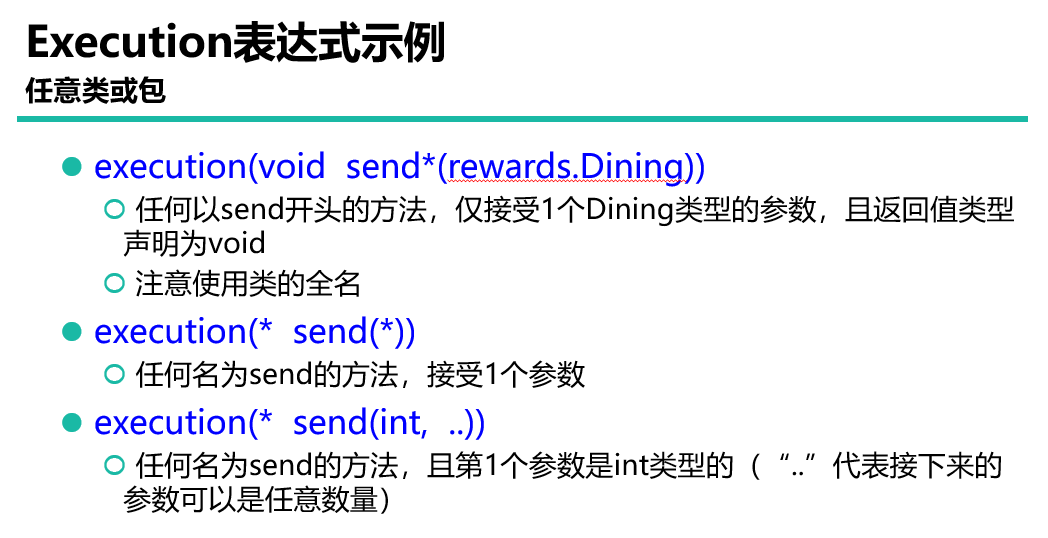 Execution表达式示例
任意类或包
execution(void send*(rewards.Dining))
任何以send开头的方法，仅接受1个Dining类型的参数，且返回值类型
声明为void
注意使用类的全名
execution(* send(*))
任何名为send的方法，接受1个参数
execution(* send(int, ..))
任何名为send的方法，且第1个参数是int类型的（“..”代表接下来的
参数可以是任意数量）